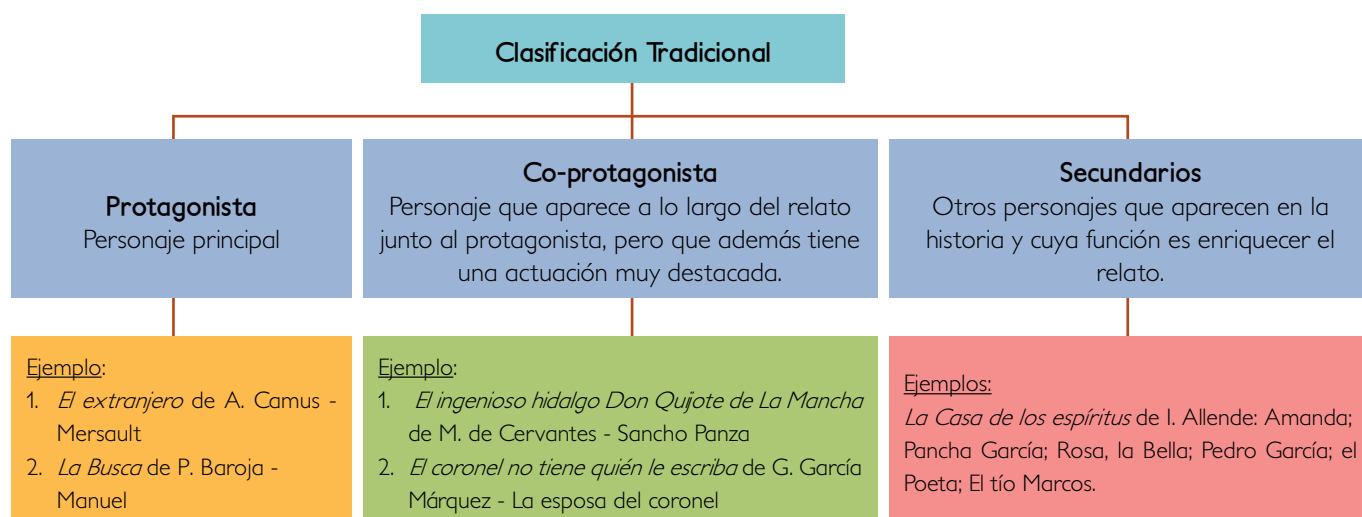 Clasificación Tradicional
Protagonista
Personaje principal
Co-protagonista
Personaje que aparece a lo largo del relato
junto al protagonista, pero que además tiene
una actuación muy destacada.
Secundarios
Otros personajes que aparecen en la
historia y cuya función es enriquecer el
relato.
Ejemplo:
1. El extranjero de A. Camus -
Mersault
2. La Busca de P. Baroja -
Manuel
Ejemplo:
1. El ingenioso hidalgo Don Quijote de La Mancha
de M. de Cervantes - Sancho Panza
2. El coronel no tiene quién le escriba de G. García
Márquez - La esposa del coronel
Ejemplos:
La Casa de los espíritus de I. Allende: Amanda;
Pancha García; Rosa, la Bella; Pedro García; el
Poeta; El tío Marcos.